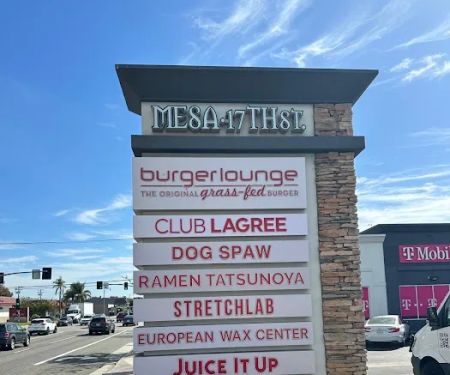 MESA·17TH ST.
burgerlounge
THE ORIGINAL grass-fed BURGER
CLUB LAGREE
DOG SPAW
RAMEN TATSUNOYA
STRETCHLAB
EUROPEAN WAX CENTER
JUICE IT UP
T Mobil